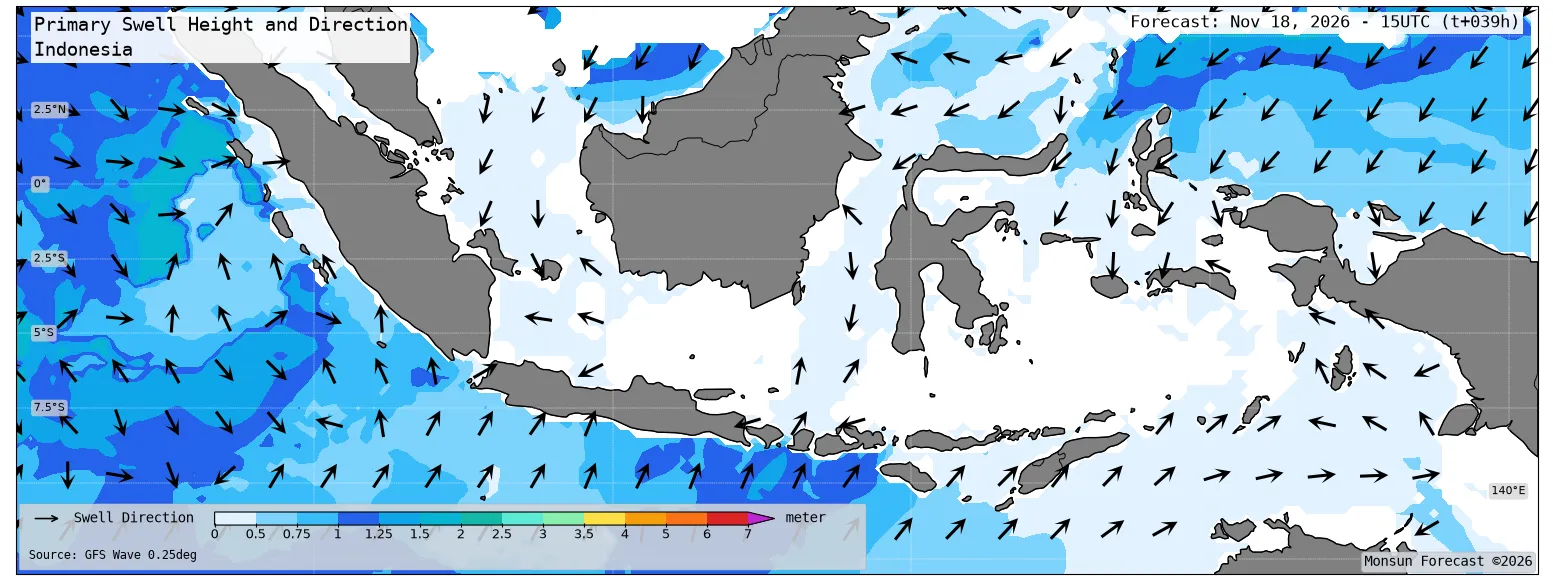 Primary Swell Height and Direction
Indonesia
Forecast: Nov 18, 2026 - 15UTC (t+039h)
2.5°N
0°
2.5°S
5°S
7.5°S
140°E
Swell Direction
0 0.5 0.75 1 1.25 1.5 2 2.5 3 3.5 4 5 6 7 meter
Source: GFS Wave 0.25deg
Monsun Forecast ©2026